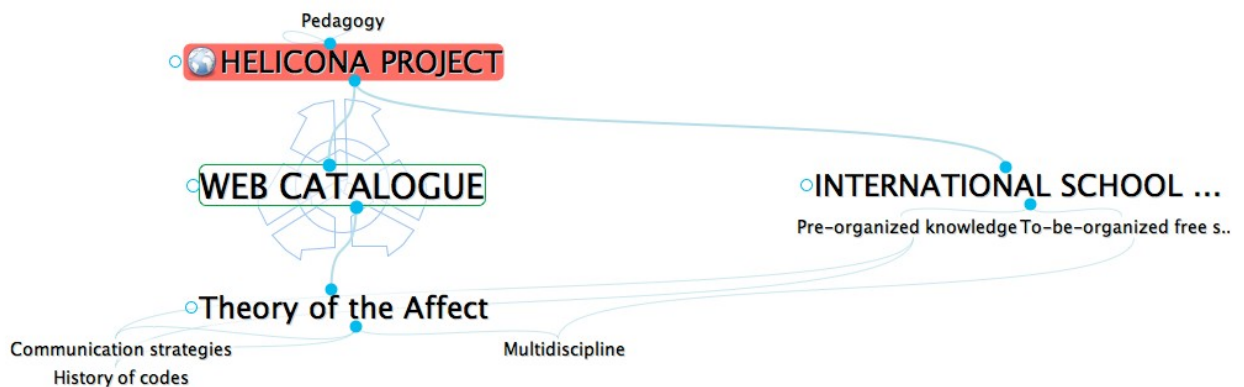 Pedagogy
HELICONA PROJECT
WEB CATALOGUE
INTERNATIONAL SCHOOL ...
Pre-organized knowledge To-be-organized free s..
Theory of the Affect
Communication strategies
Multidiscipline
History of codes